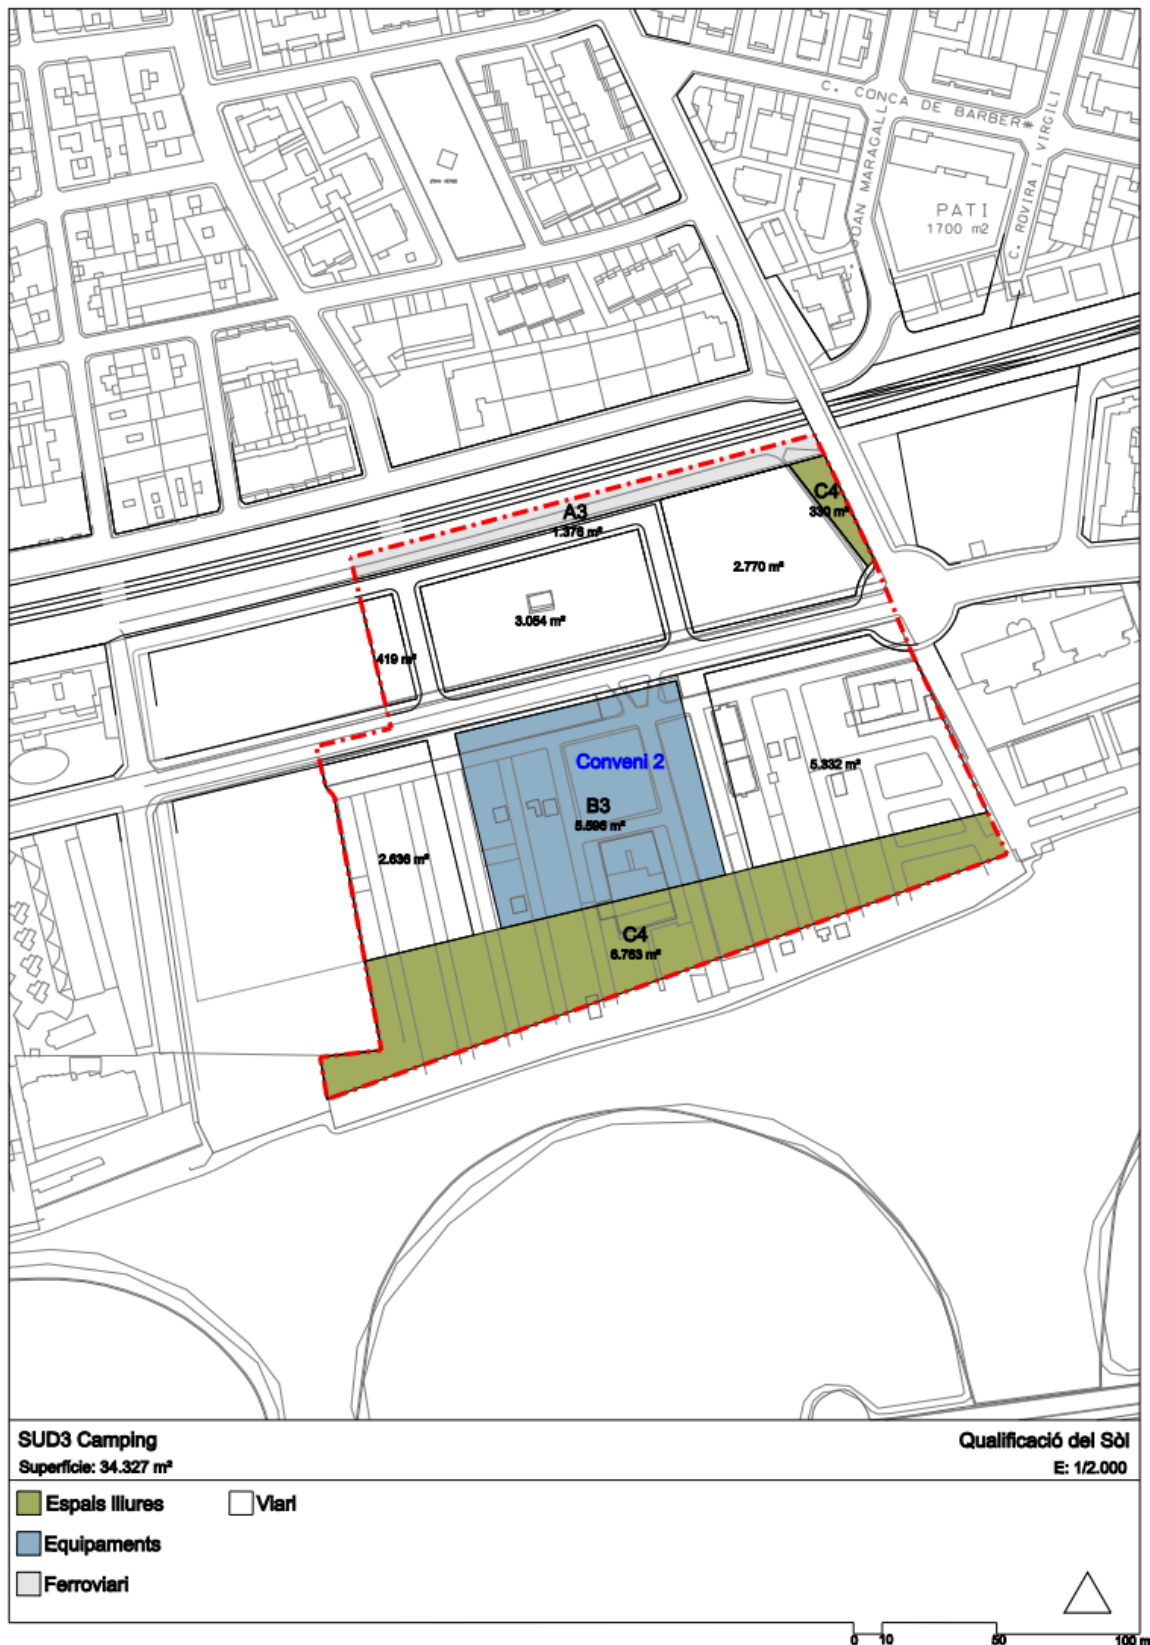 C. CONCA DE BARBER*
C. JOAN MARAGALL
C. ROVIRA I VIRGILI
PATI
1700 m2
ZONA VERDE
C4
330 m²
A3
1.376 m²
2.770 m²
3.054 m²
419 m²
Conveni 2
5.332 m²
B3
5.596 m²
2.636 m²
C4
6.763 m²
SUD3 Camping
Qualificació del Sòl
Superfície: 34.327 m²
E: 1/2.000
Espais lliures
Viari
Equipaments
Ferroviari
0 10 50 100 m